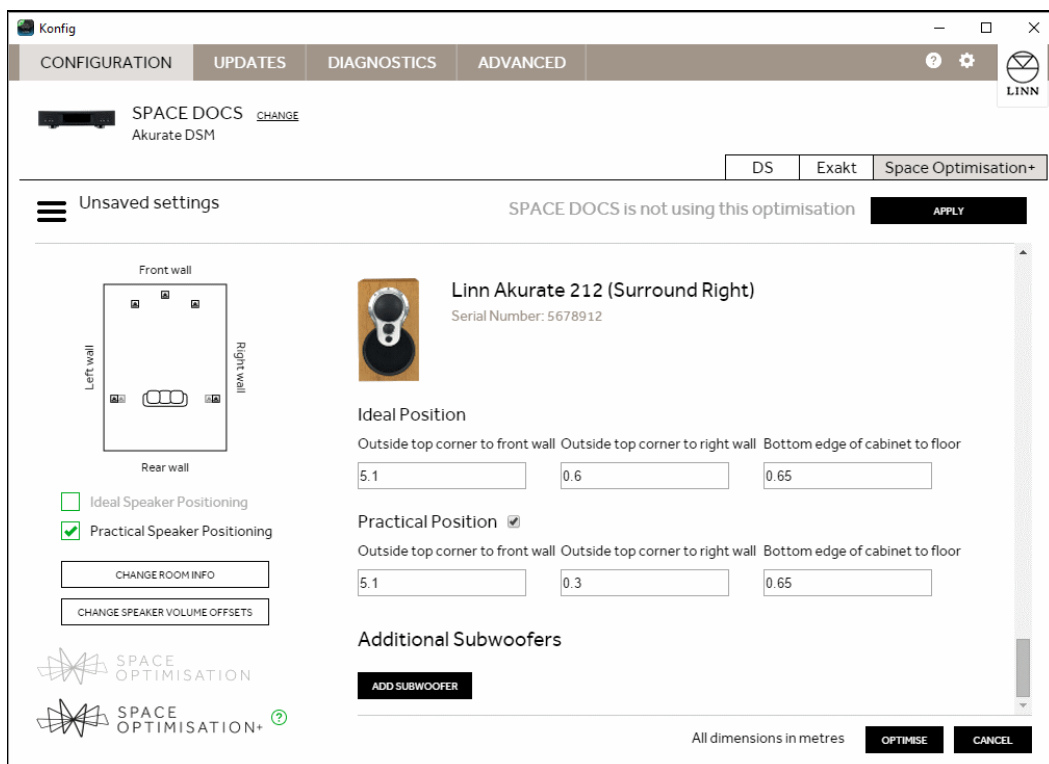 Konfig
CONFIGURATION UPDATES DIAGNOSTICS ADVANCED
LINN
SPACE DOCS CHANGE
Akurate DSM
DS Exakt Space Optimisation+
Unsaved settings
SPACE DOCS is not using this optimisation APPLY
Front wall
Left wall
Right wall
Rear wall
Ideal Speaker Positioning
Practical Speaker Positioning
CHANGE ROOM INFO
CHANGE SPEAKER VOLUME OFFSETS
SPACE
OPTIMISATION
SPACE
OPTIMISATION+ ?
Linn Akurate 212 (Surround Right)
Serial Number: 5678912
Ideal Position
Outside top corner to front wall Outside top corner to right wall Bottom edge of cabinet to floor
5.1 0.6 0.65
Practical Position
Outside top corner to front wall Outside top corner to right wall Bottom edge of cabinet to floor
5.1 0.3 0.65
Additional Subwoofers
ADD SUBWOOFER
All dimensions in metres OPTIMISE CANCEL